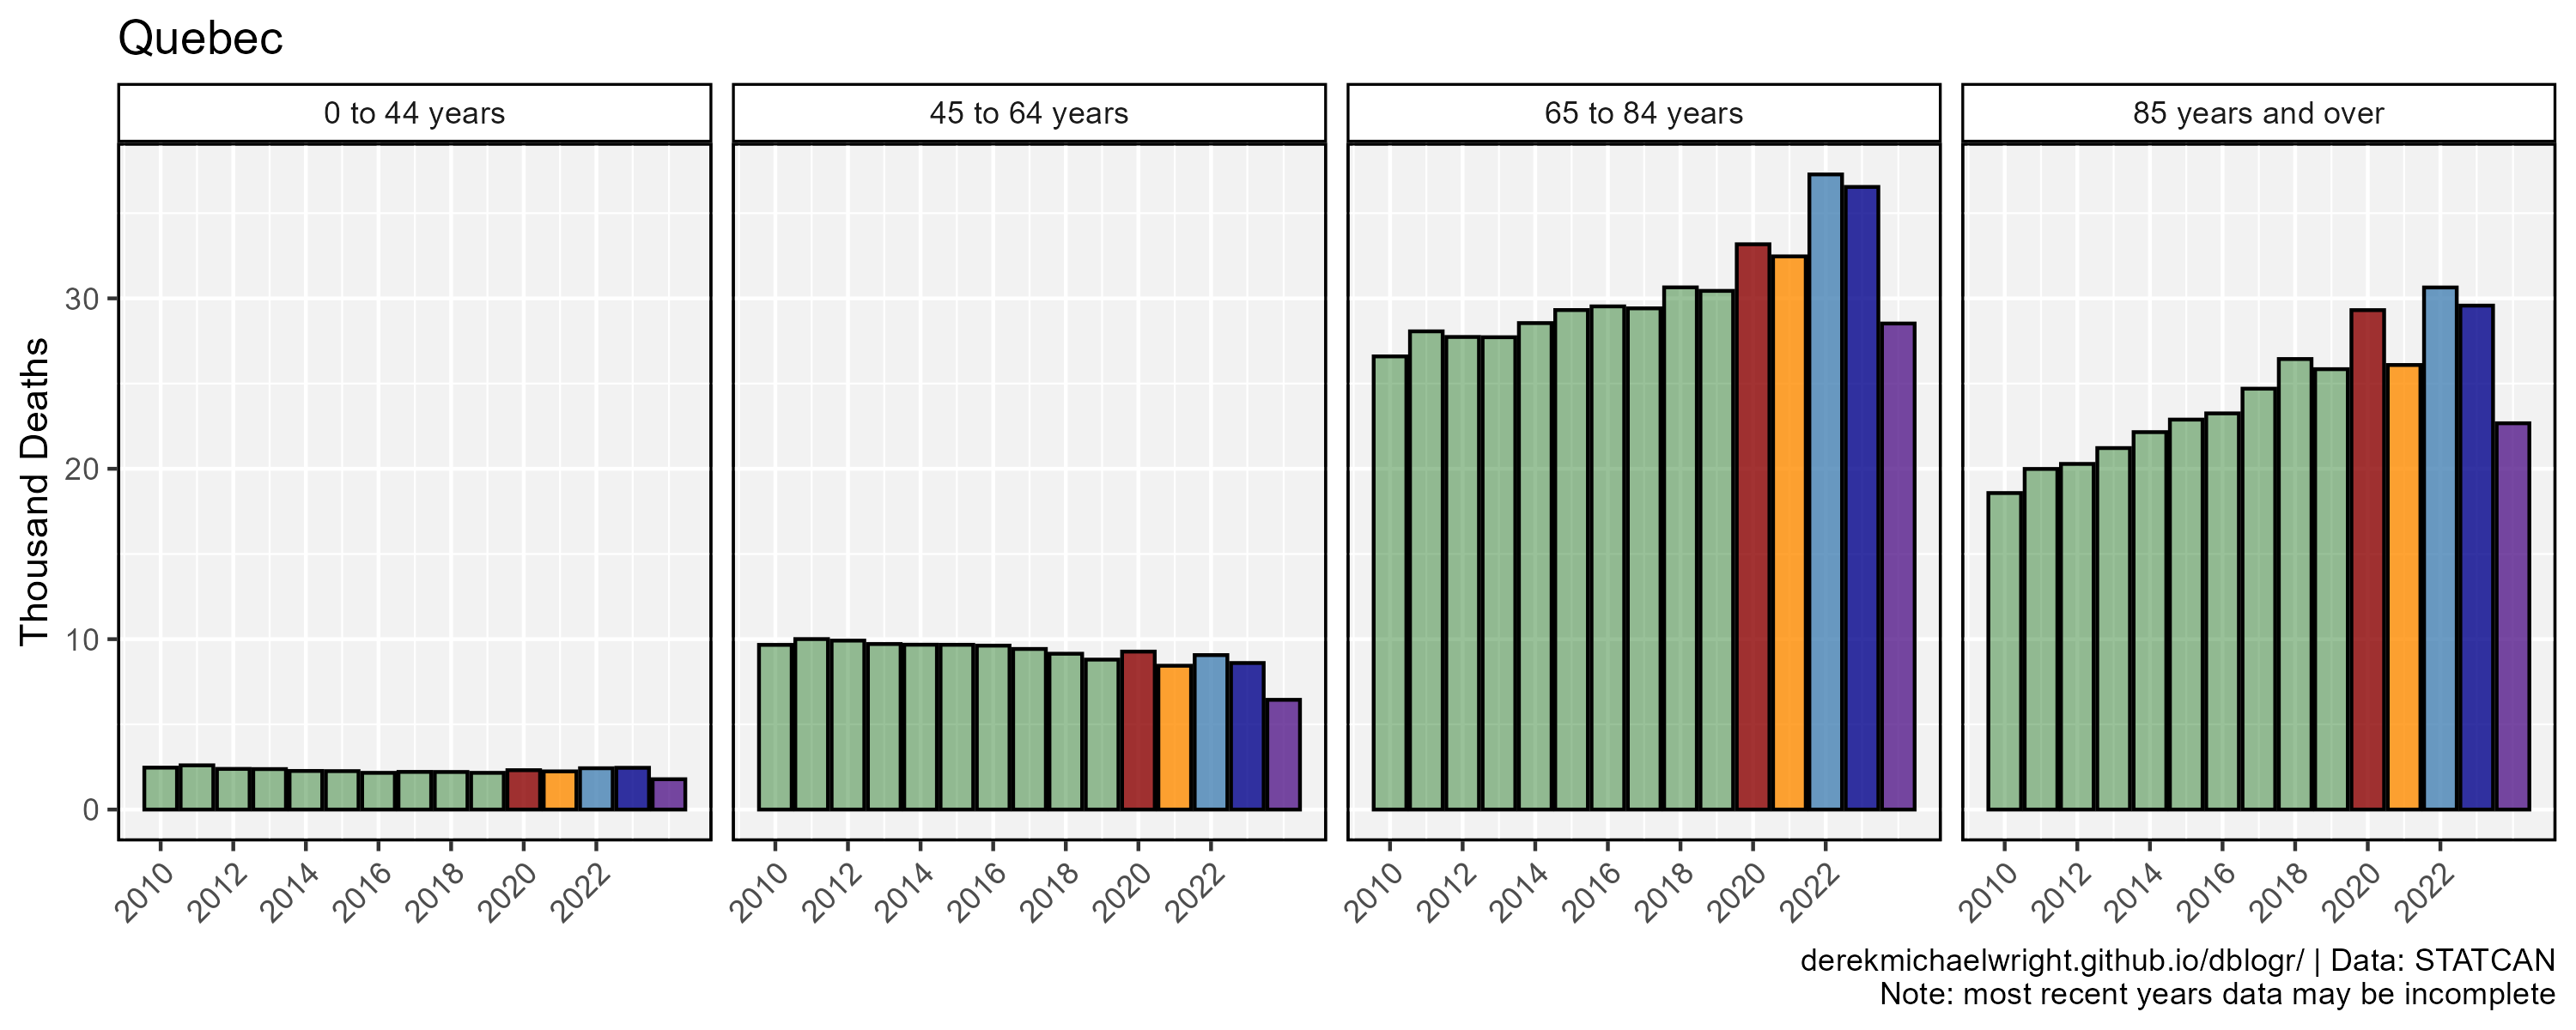 Quebec
0 to 44 years
45 to 64 years
65 to 84 years
85 years and over
Thousand Deaths
30
20
10
0
2010 2012 2014 2016 2018 2020 2022
2010 2012 2014 2016 2018 2020 2022
2010 2012 2014 2016 2018 2020 2022
2010 2012 2014 2016 2018 2020 2022
derekmichaelwright.github.io/dblogr/ | Data: STATCAN
Note: most recent years data may be incomplete